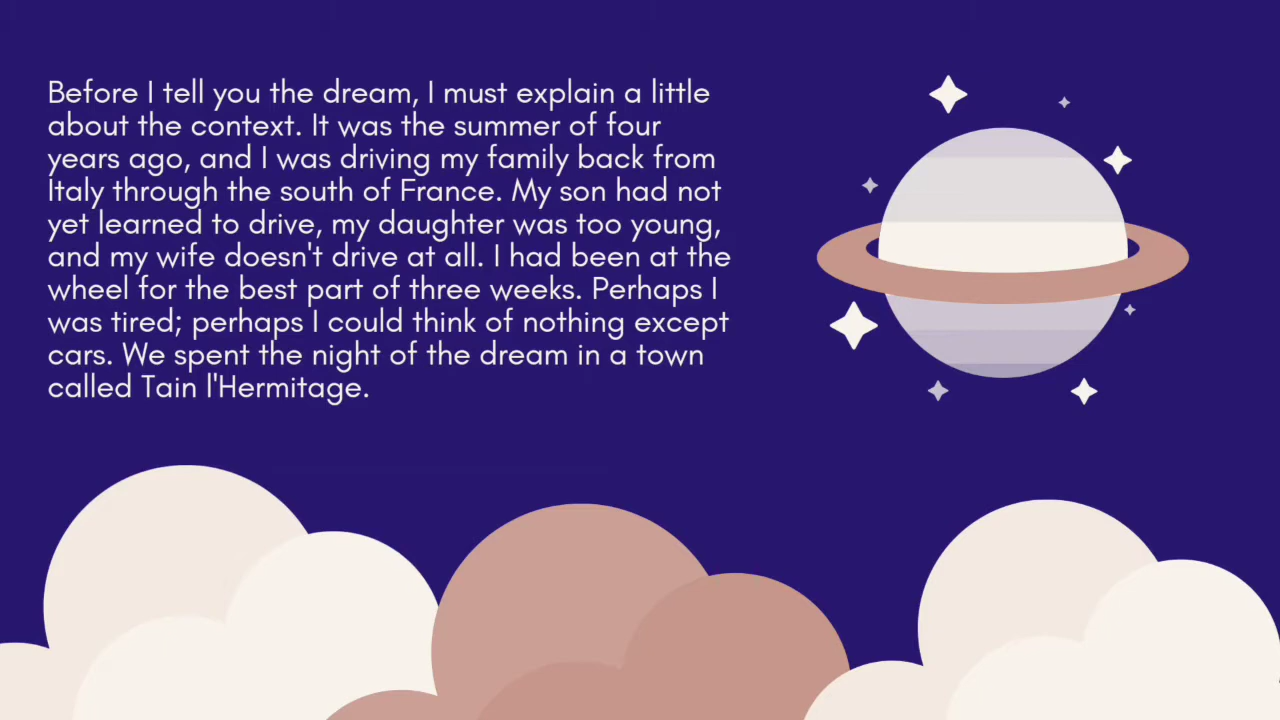 Before I tell you the dream, I must explain a little
about the context. It was the summer of four
years ago, and I was driving my family back from
Italy through the south of France. My son had not
yet learned to drive, my daughter was too young,
and my wife doesn't drive at all. I had been at the
wheel for the best part of three weeks. Perhaps I
was tired; perhaps I could think of nothing except
cars. We spent the night of the dream in a town
called Tain l'Hermitage.